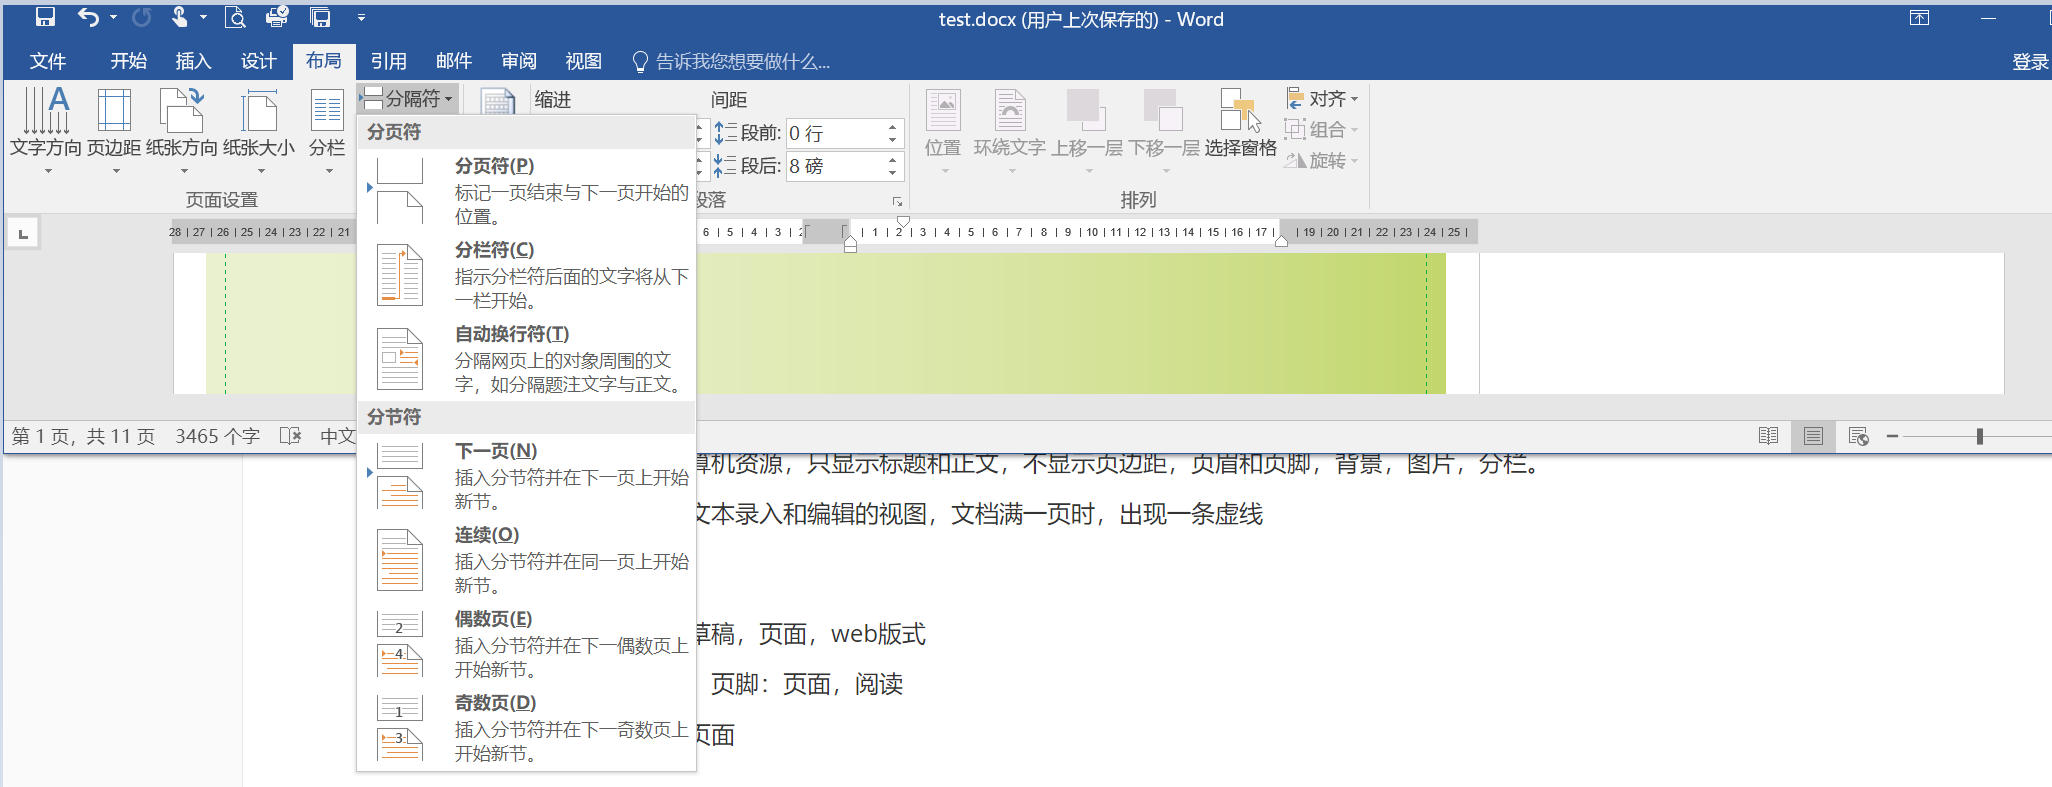 test.docx (用户上次保存的) - Word
文件 开始 插入 设计 布局 引用 邮件 审阅 视图 告诉我您想要做什么... 登录
文字方向 页边距 纸张方向 纸张大小 分栏
分隔符
页面设置
缩进 间距
段前: 0 行
段后: 8 磅
段落
位置 环绕文字 上移一层 下移一层 选择窗格
对齐
组合
旋转
排列
分页符
分页符(P)
标记一页结束与下一页开始的
位置。
分栏符(C)
指示分栏符后面的文字将从下
一栏开始。
自动换行符(T)
分隔网页上的对象周围的文
字，如分隔题注文字与正文。
分节符
下一页(N)
插入分节符并在下一页上开始
新节。
连续(O)
插入分节符并在同一页上开始
新节。
偶数页(E)
2
4
插入分节符并在下一偶数页上
开始新节。
奇数页(D)
1
3
插入分节符并在下一奇数页上
开始新节。
L
28 27 26 25 24 23 22 21
6 5 4 3 2
1 2 3 4 5 6 7 8 9 10 11 12 13 14 15 16 17
19 20 21 22 23 24 25
第 1 页，共 11 页 3465 个字 中文
算机资源，只显示标题和正文，不显示页边距，页眉和页脚，背景，图片，分栏。
文本录入和编辑的视图，文档满一页时，出现一条虚线
草稿，页面，web版式
页脚：页面，阅读
页面